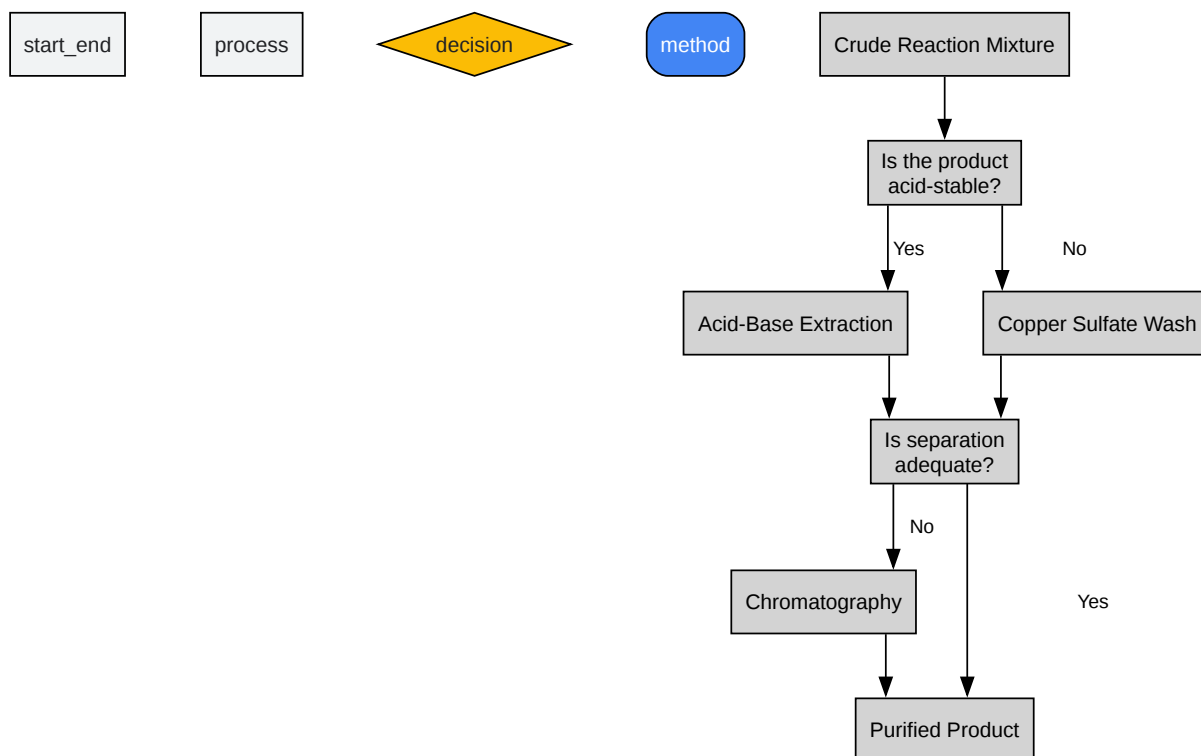 start_end
process
decision
method
Crude Reaction Mixture
Is the product
acid-stable?
Yes
No
Acid-Base Extraction
Copper Sulfate Wash
Is separation
adequate?
No
Chromatography
Yes
Purified Product